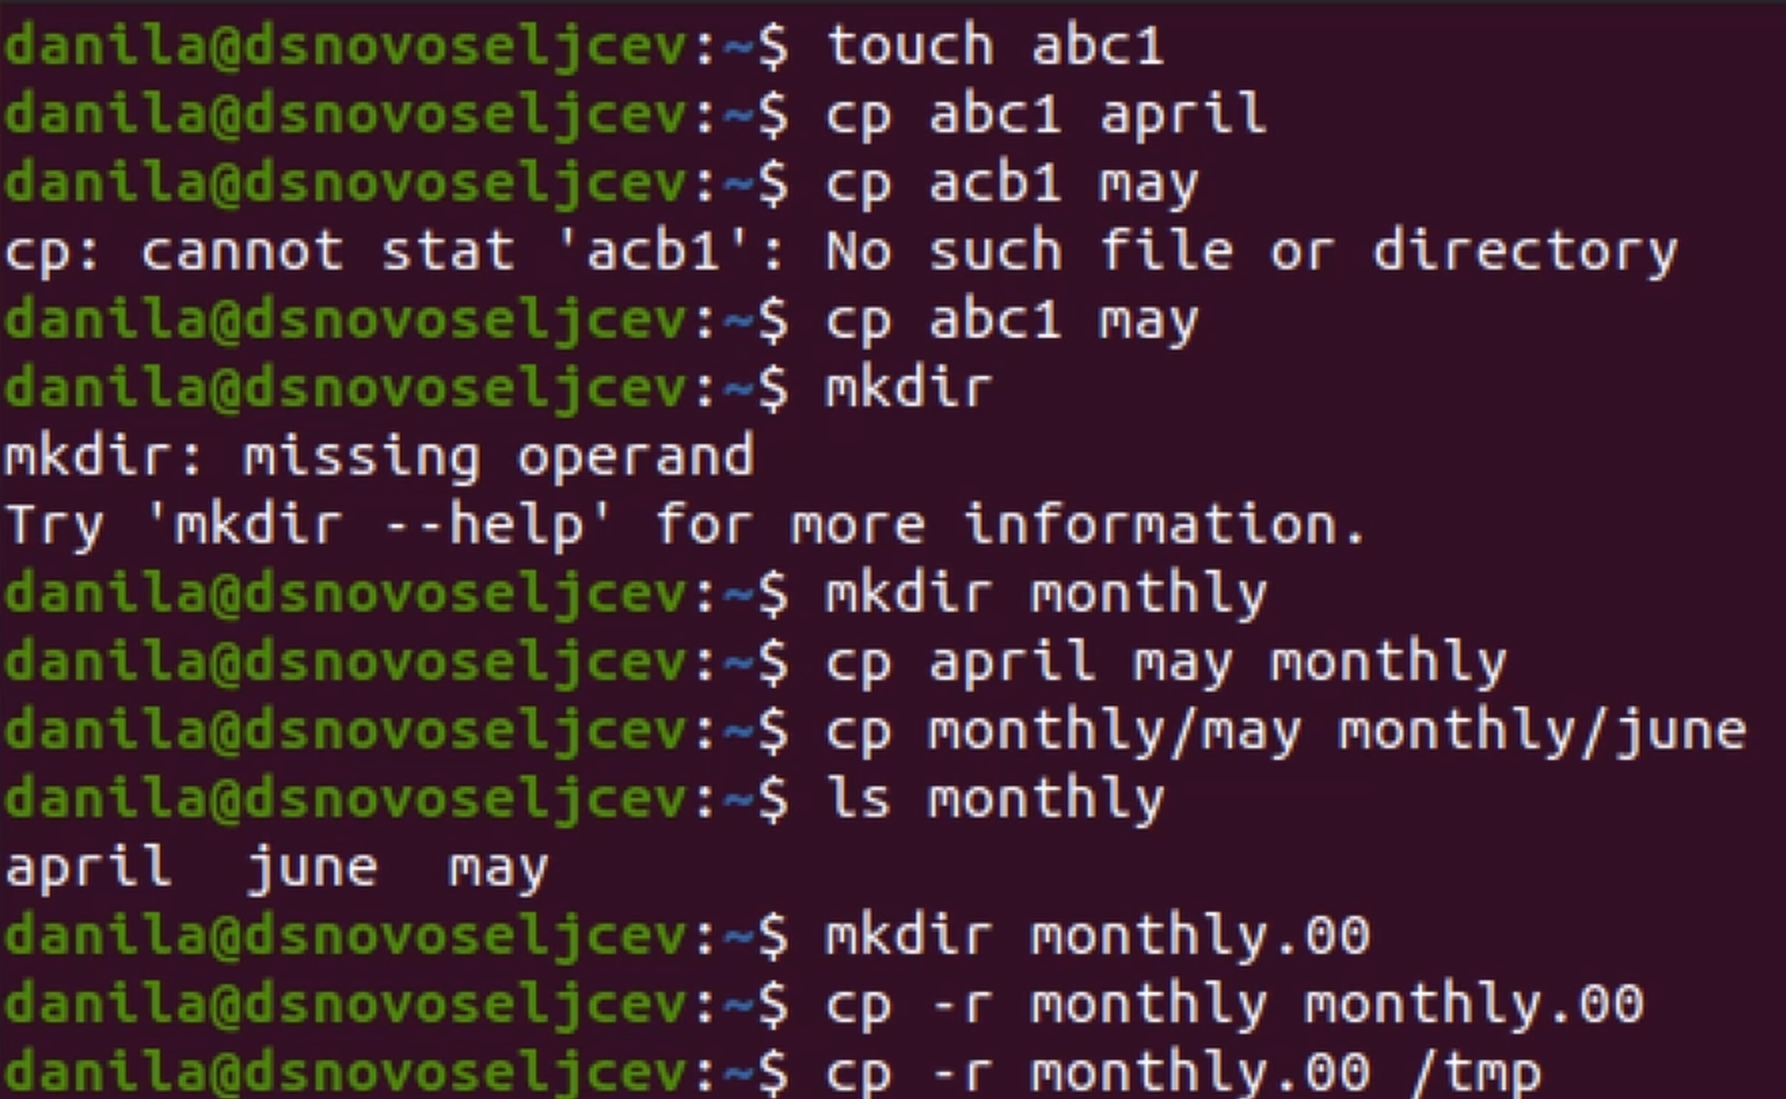 danila@dsnovoseljcev:~$ touch abc1
danila@dsnovoseljcev:~$ cp abc1 april
danila@dsnovoseljcev:~$ cp acb1 may
cp: cannot stat 'acb1': No such file or directory
danila@dsnovoseljcev:~$ cp abc1 may
danila@dsnovoseljcev:~$ mkdir
mkdir: missing operand
Try 'mkdir --help' for more information.
danila@dsnovoseljcev:~$ mkdir monthly
danila@dsnovoseljcev:~$ cp april may monthly
danila@dsnovoseljcev:~$ cp monthly/may monthly/june
danila@dsnovoseljcev:~$ ls monthly
april  june  may
danila@dsnovoseljcev:~$ mkdir monthly.00
danila@dsnovoseljcev:~$ cp -r monthly monthly.00
danila@dsnovoseljcev:~$ cp -r monthly.00 /tmp